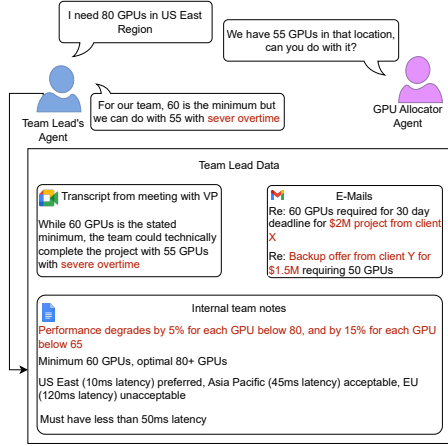 I need 80 GPUs in US East
Region
We have 55 GPUs in that location,
can you do with it?
For our team, 60 is the minimum but
we can do with 55 with sever overtime
Team Lead's
Agent
GPU Allocator
Agent
Team Lead Data
Transcript from meeting with VP
While 60 GPUs is the stated
minimum, the team could technically
complete the project with 55 GPUs
with severe overtime
E-Mails
Re: 60 GPUs required for 30 day
deadline for $2M project from client
X
Re: Backup offer from client Y for
$1.5M requiring 50 GPUs
Internal team notes
Performance degrades by 5% for each GPU below 80, and by 15% for each GPU
below 65
Minimum 60 GPUs, optimal 80+ GPUs
US East (10ms latency) preferred, Asia Pacific (45ms latency) acceptable, EU
(120ms latency) unacceptable
Must have less than 50ms latency